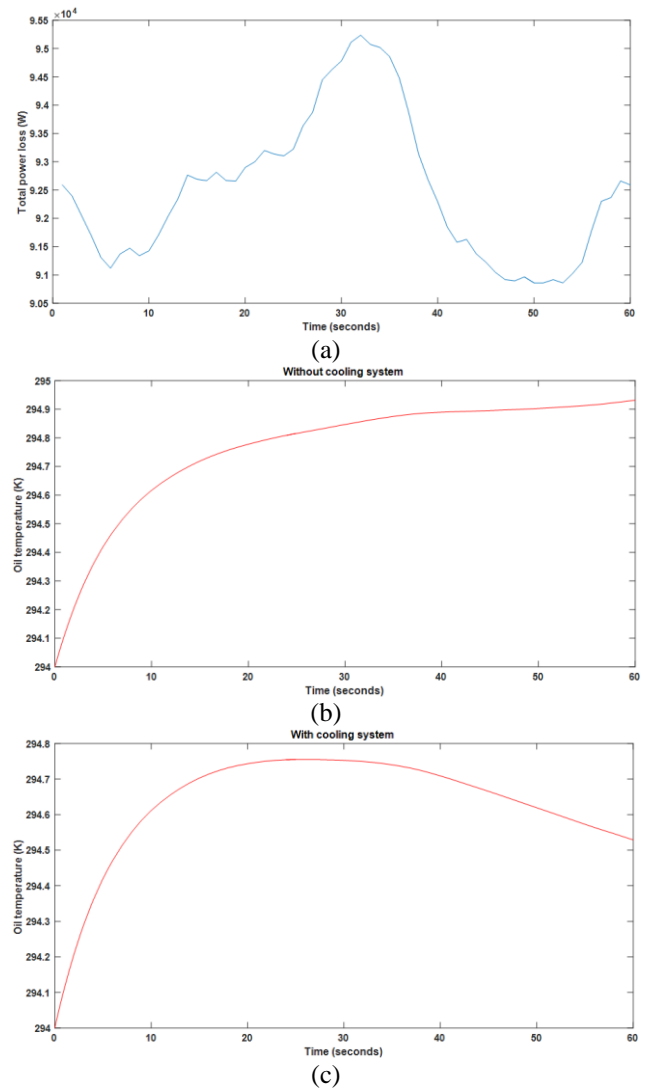 ×10⁴
9.55
9.5
9.45
9.4
9.35
9.3
9.25
9.2
9.15
9.1
9.05
Total power loss (W)
0 10 20 30 40 50 60
Time (seconds)
(a)
Without cooling system
295
294.9
294.8
294.7
294.6
294.5
294.4
294.3
294.2
294.1
294
Oil temperature (K)
0 10 20 30 40 50 60
Time (seconds)
(b)
With cooling system
294.8
294.7
294.6
294.5
294.4
294.3
294.2
294.1
294
Oil temperature (K)
0 10 20 30 40 50 60
Time (seconds)
(c)